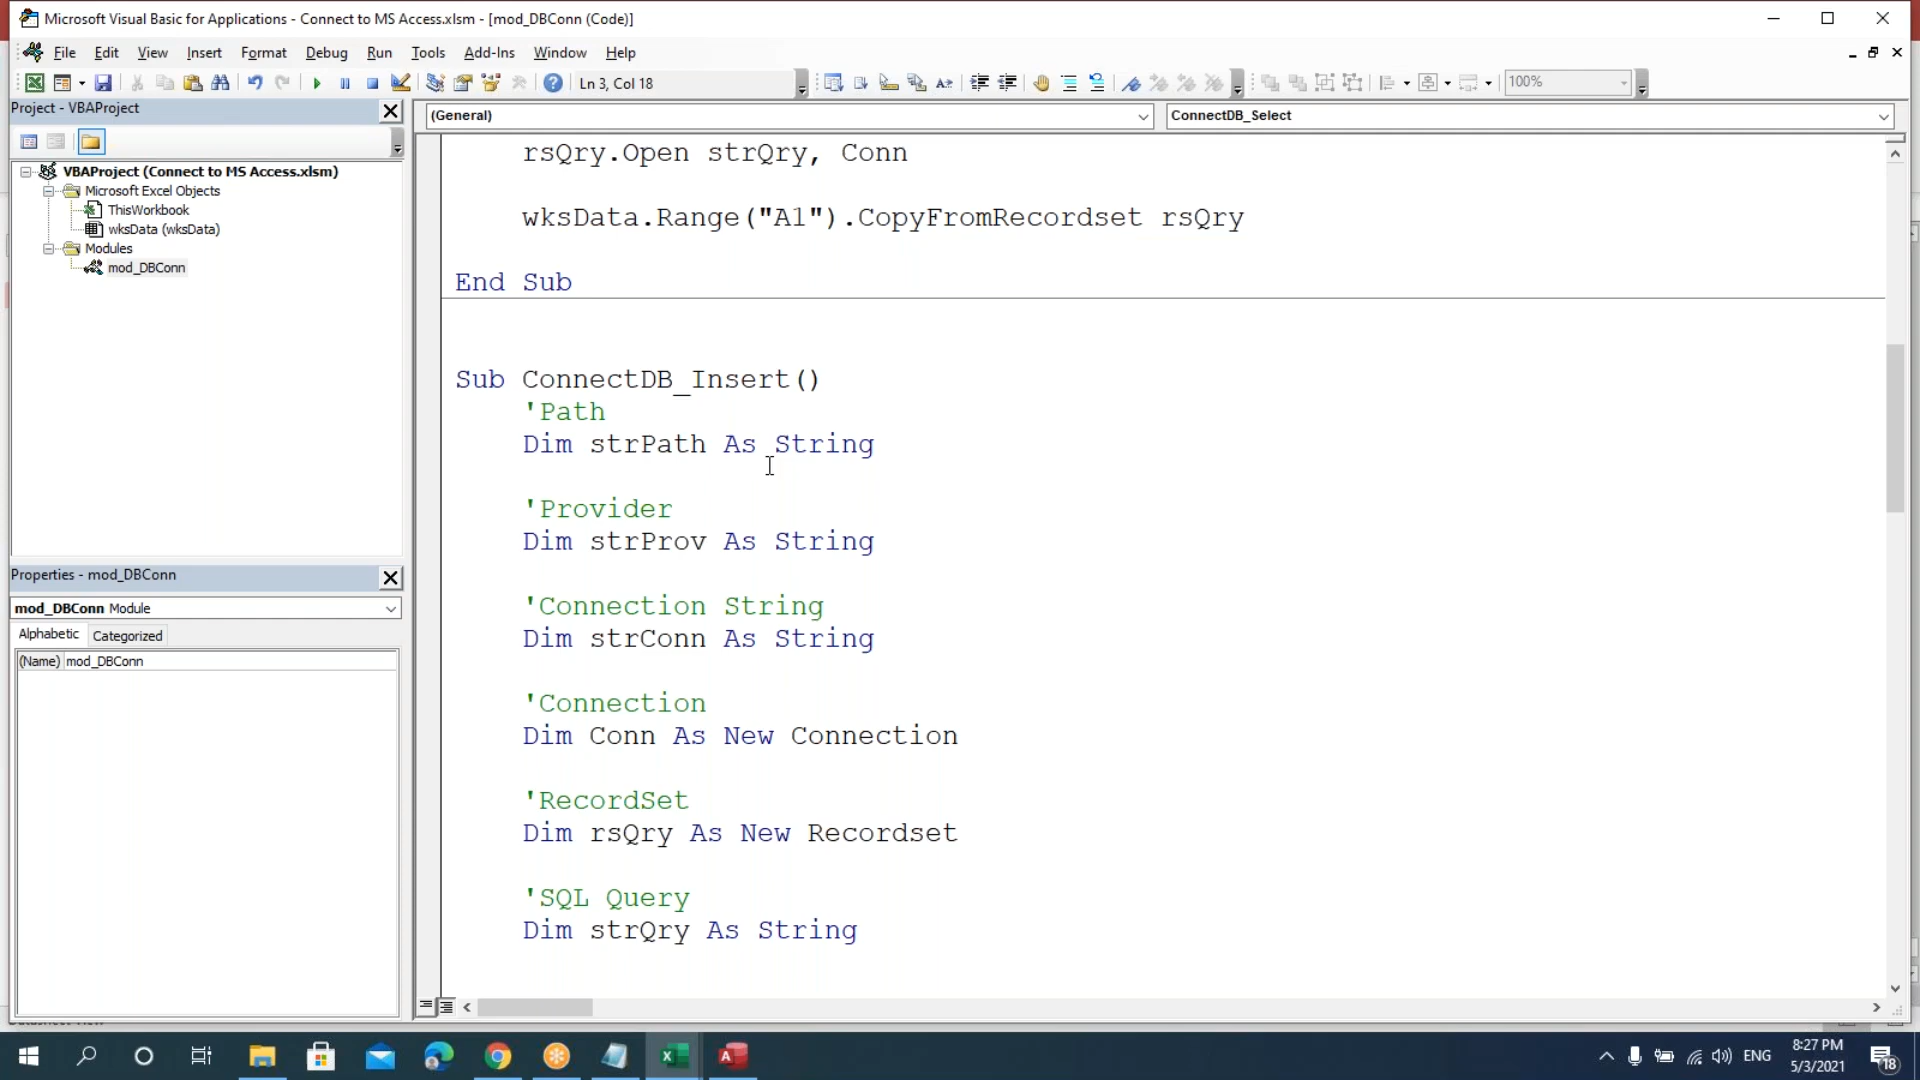 Microsoft Visual Basic for Applications - Connect to MS Access.xlsm - [mod_DBConn (Code)]
File Edit View Insert Format Debug Run Tools Add-Ins Window Help
Ln 3, Col 18
100%
Project - VBAProject
(General)
ConnectDB_Select
VBAProject (Connect to MS Access.xlsm)
Microsoft Excel Objects
ThisWorkbook
wksData (wksData)
Modules
mod_DBConn
rsQry.Open strQry, Conn
wksData.Range("A1").CopyFromRecordset rsQry
End Sub
Sub ConnectDB_Insert()
'Path
Dim strPath As String
'Provider
Dim strProv As String
'Connection String
Dim strConn As String
'Connection
Dim Conn As New Connection
'RecordSet
Dim rsQry As New Recordset
'SQL Query
Dim strQry As String
Properties - mod_DBConn
mod_DBConn Module
Alphabetic Categorized
(Name) mod_DBConn
ENG
8:27 PM
5/3/2021
18